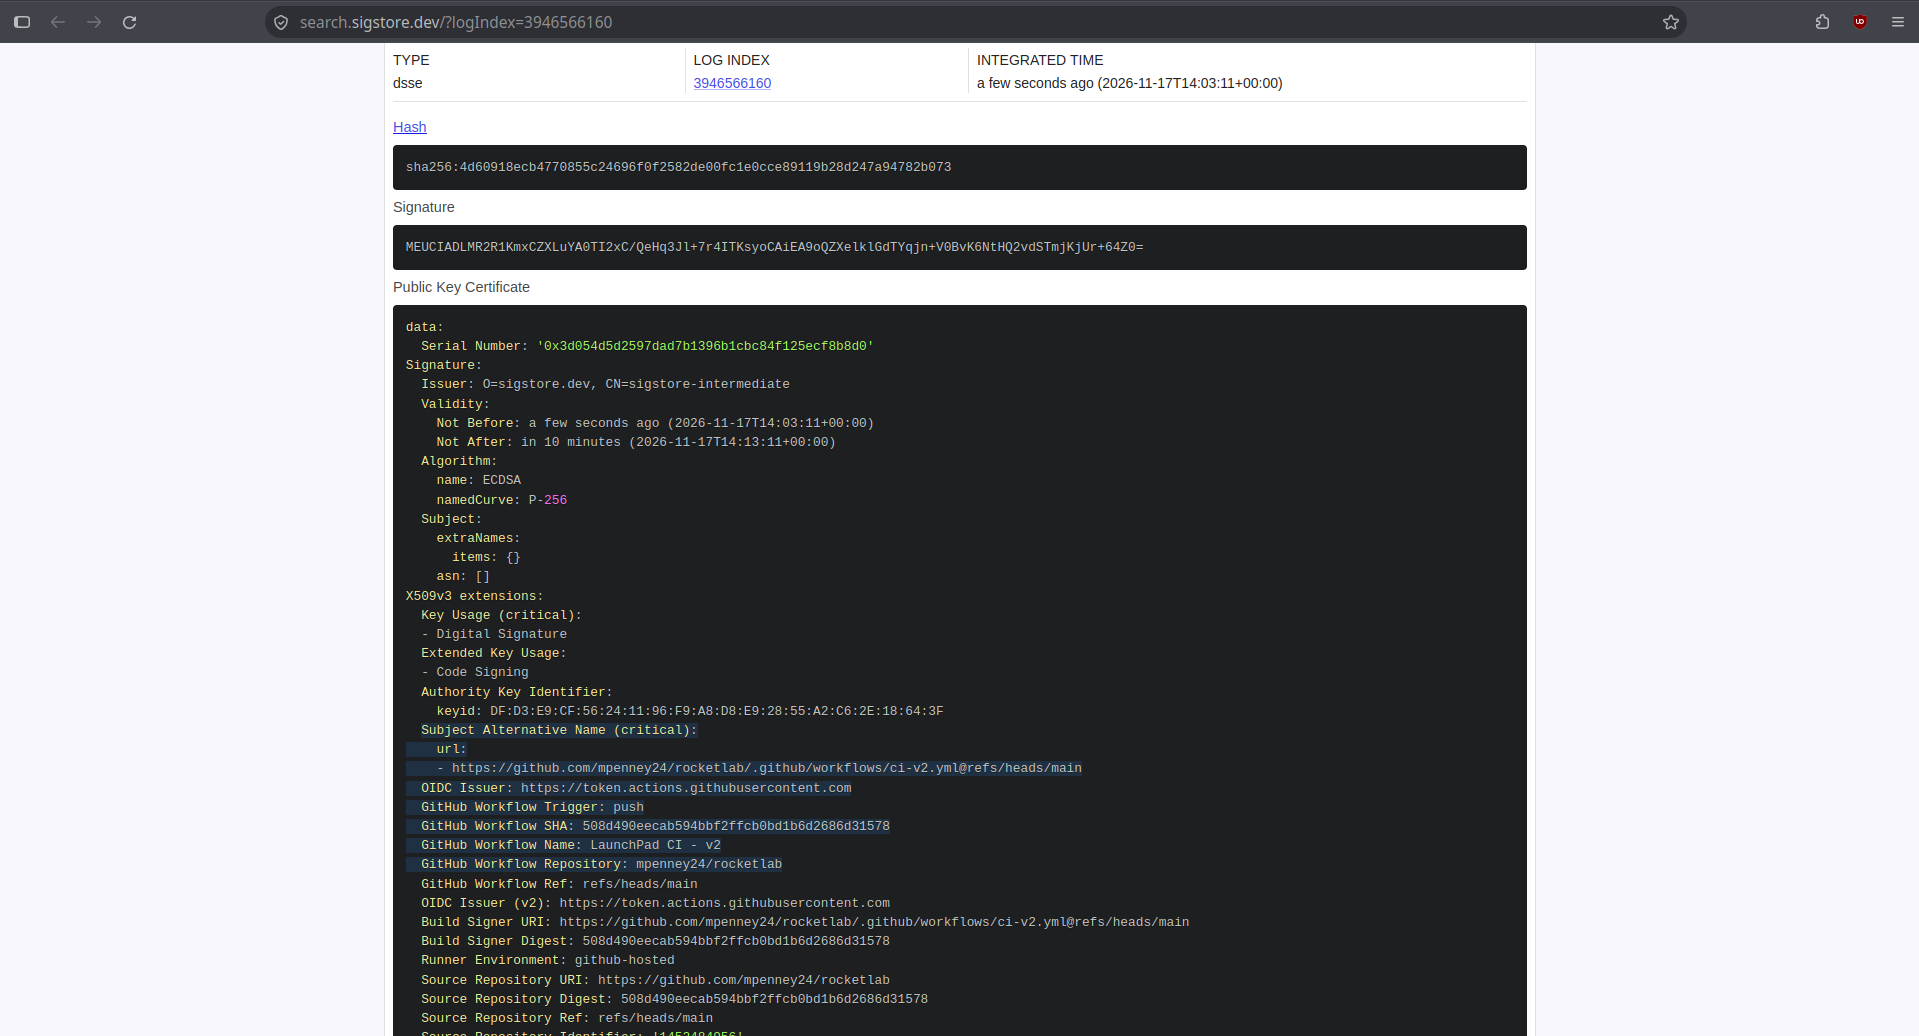 search.sigstore.dev/?logIndex=3946566160
TYPE
LOG INDEX
INTEGRATED TIME
dsse
3946566160
a few seconds ago (2026-11-17T14:03:11+00:00)
Hash
sha256:4d60918ecb4770855c24696f0f2582de00fc1e0cce89119b28d247a94782b073
Signature
MEUCIADLMR2R1KmxCZXLuYA0TI2xC/QeHq3Jl+7r4ITKsyoCAiEA9oQZXelklGdTYqjn+V0BvK6NtHQ2vdSTmjKjUr+64Z0=
Public Key Certificate
data:
Serial Number: '0x3d054d5d2597dad7b1396b1cbc84f125ecf8b8d0'
Signature:
Issuer: O=sigstore.dev, CN=sigstore-intermediate
Validity:
Not Before: a few seconds ago (2026-11-17T14:03:11+00:00)
Not After: in 10 minutes (2026-11-17T14:13:11+00:00)
Algorithm:
name: ECDSA
namedCurve: P-256
Subject:
extraNames:
items: {}
asn: []
X509v3 extensions:
Key Usage (critical):
- Digital Signature
Extended Key Usage:
- Code Signing
Authority Key Identifier:
keyid: DF:D3:E9:CF:56:24:11:96:F9:A8:D8:E9:28:55:A2:C6:2E:18:64:3F
Subject Alternative Name (critical):
url:
- https://github.com/mpenney24/rocketlab/.github/workflows/ci-v2.yml@refs/heads/main
OIDC Issuer: https://token.actions.githubusercontent.com
GitHub Workflow Trigger: push
GitHub Workflow SHA: 508d490eecab594bbf2ffcb0bd1b6d2686d31578
GitHub Workflow Name: LaunchPad CI - v2
GitHub Workflow Repository: mpenney24/rocketlab
GitHub Workflow Ref: refs/heads/main
OIDC Issuer (v2): https://token.actions.githubusercontent.com
Build Signer URI: https://github.com/mpenney24/rocketlab/.github/workflows/ci-v2.yml@refs/heads/main
Build Signer Digest: 508d490eecab594bbf2ffcb0bd1b6d2686d31578
Runner Environment: github-hosted
Source Repository URI: https://github.com/mpenney24/rocketlab
Source Repository Digest: 508d490eecab594bbf2ffcb0bd1b6d2686d31578
Source Repository Ref: refs/heads/main
Source Repository Identifier: